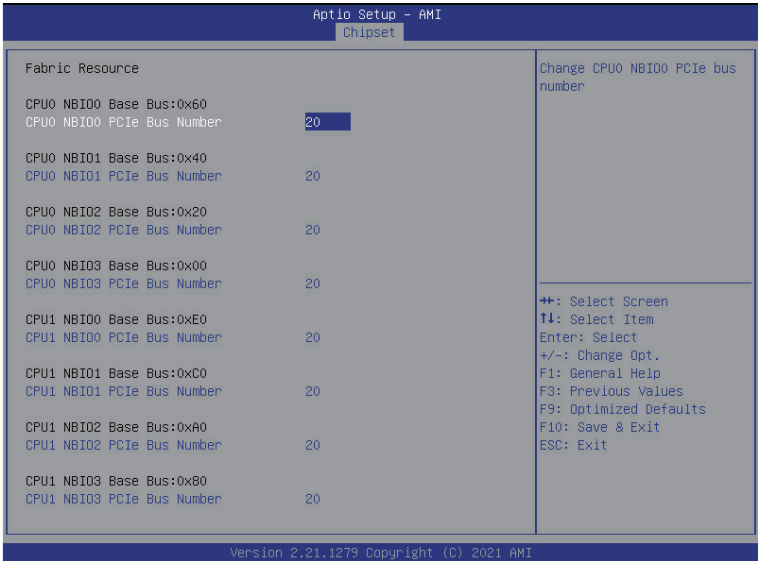 Aptio Setup – AMI
Chipset
Fabric Resource
CPU0 NBIO0 Base Bus:0x60
CPU0 NBIO0 PCIe Bus Number 20
CPU0 NBIO1 Base Bus:0x40
CPU0 NBIO1 PCIe Bus Number 20
CPU0 NBIO2 Base Bus:0x20
CPU0 NBIO2 PCIe Bus Number 20
CPU0 NBIO3 Base Bus:0x00
CPU0 NBIO3 PCIe Bus Number 20
CPU1 NBIO0 Base Bus:0xE0
CPU1 NBIO0 PCIe Bus Number 20
CPU1 NBIO1 Base Bus:0xC0
CPU1 NBIO1 PCIe Bus Number 20
CPU1 NBIO2 Base Bus:0xA0
CPU1 NBIO2 PCIe Bus Number 20
CPU1 NBIO3 Base Bus:0x80
CPU1 NBIO3 PCIe Bus Number 20
Change CPU0 NBIO0 PCIe bus
number
→←: Select Screen
↑↓: Select Item
Enter: Select
+/-: Change Opt.
F1: General Help
F3: Previous Values
F9: Optimized Defaults
F10: Save & Exit
ESC: Exit
Version 2.21.1279 Copyright (C) 2021 AMI